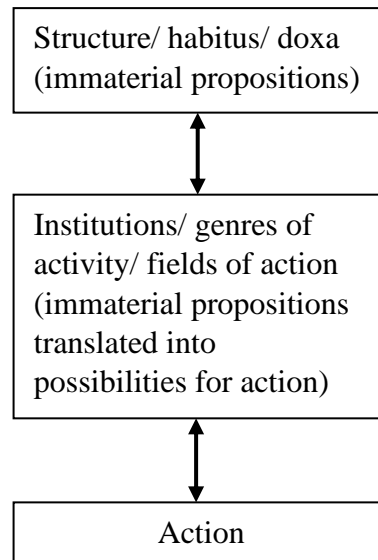 Structure/ habitus/ doxa
(immaterial propositions)
Institutions/ genres of
activity/ fields of action
(immaterial propositions
translated into
possibilities for action)
Action